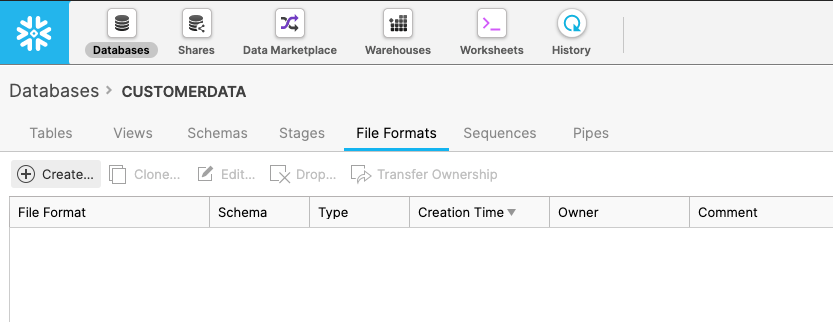 Databases Shares Data Marketplace Warehouses Worksheets History
Databases > CUSTOMERDATA
Tables Views Schemas Stages File Formats Sequences Pipes
Create... Clone... Edit... Drop... Transfer Ownership
File Format Schema Type Creation Time Owner Comment